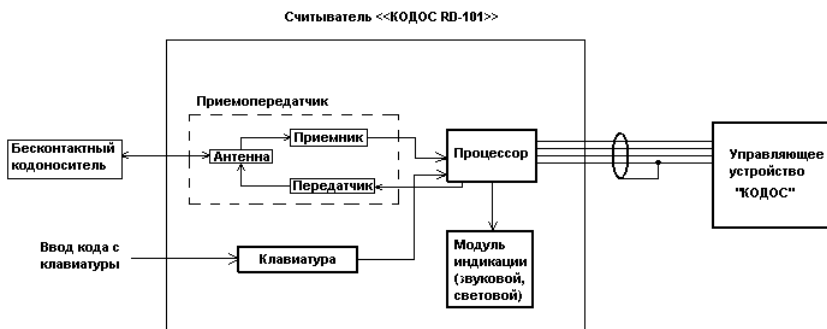 Считыватель <<КОДОС RD-101>>
Приемопередатчик
Бесконтактный
кодоноситель
Антенна
Приемник
Передатчик
Процессор
Управляющее
устройство
"КОДОС"
Ввод кода с
клавиатуры
Клавиатура
Модуль
индикации
(звуковой,
световой)